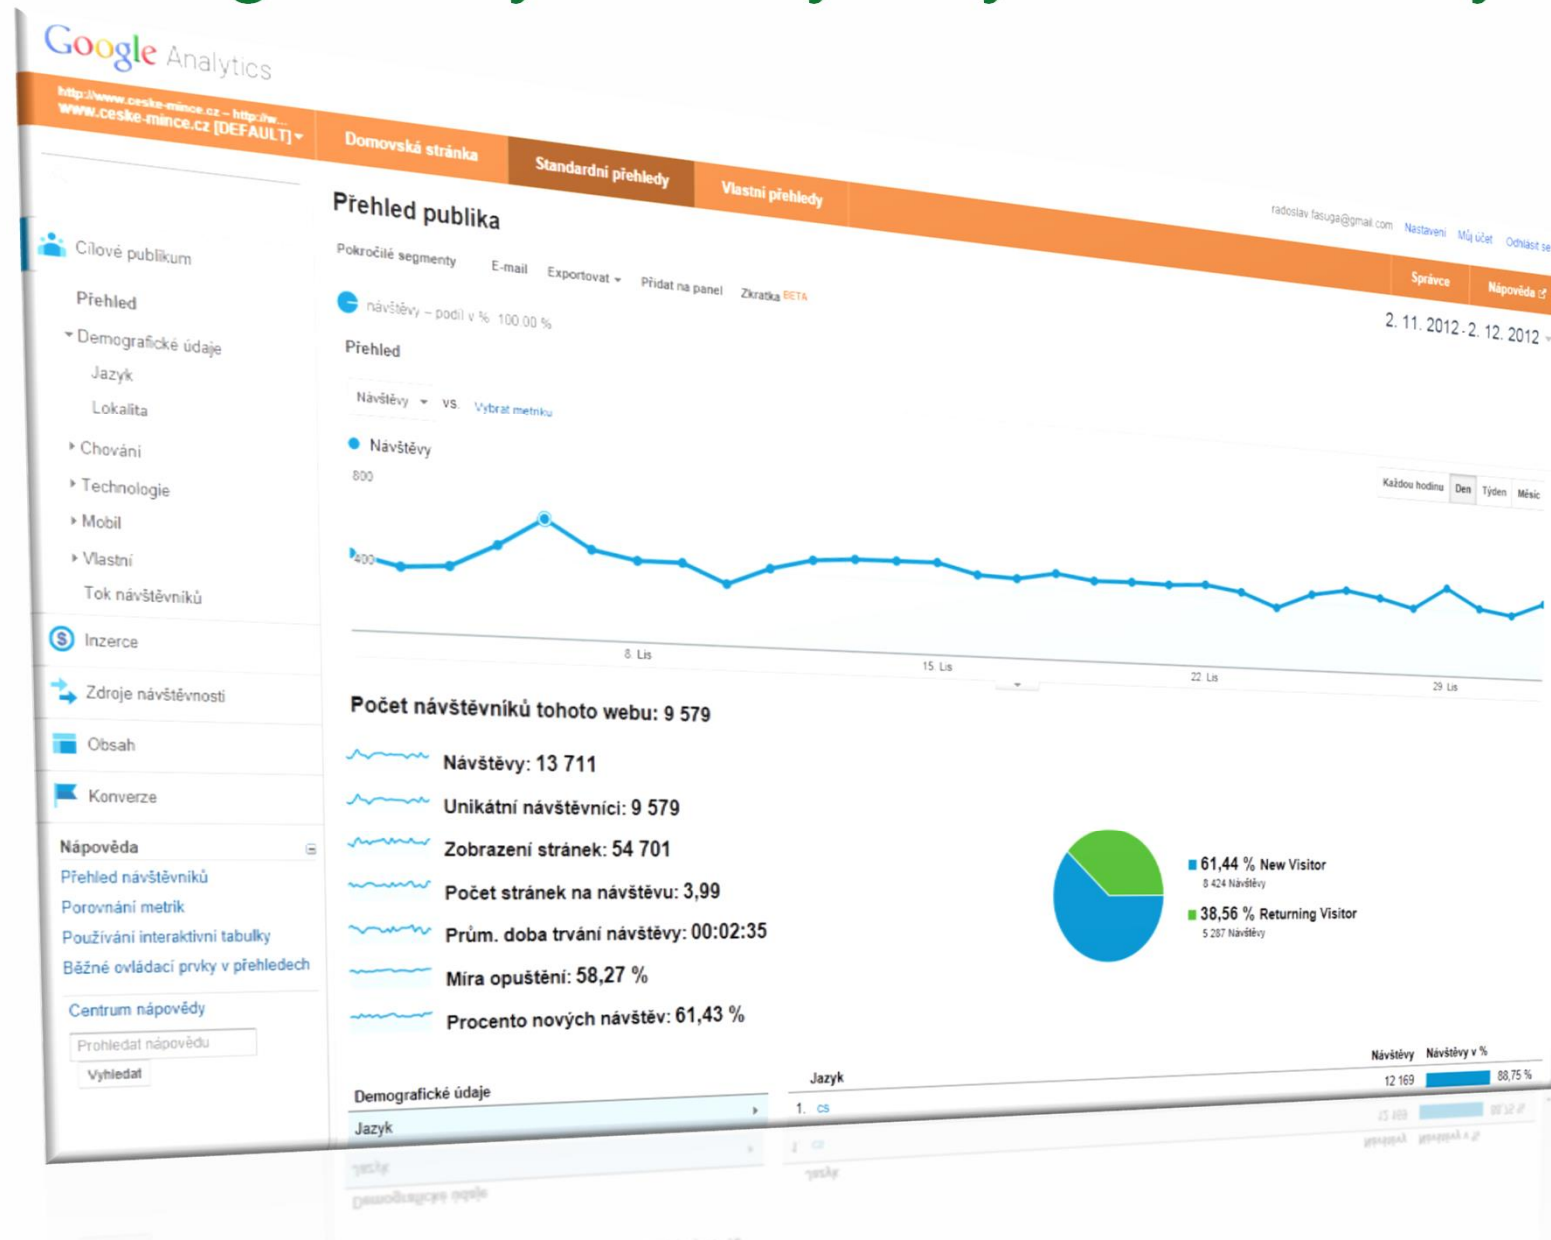 Google Analytics
http://www.ceske-mince.cz – http://w...
www.ceske-mince.cz [DEFAULT]
Domovská stránka
Standardní přehledy
Vlastní přehledy
radoslav.fasuga@gmail.com Nastavení Můj účet Odhlásit se
Správce
Nápověda
2. 11. 2012 - 2. 12. 2012
Cílové publikum
Přehled
Demografické údaje
Jazyk
Lokalita
Chování
Technologie
Mobil
Vlastní
Tok návštěvníků
Inzerce
Zdroje návštěvnosti
Obsah
Konverze
Nápověda
Přehled návštěvníků
Porovnání metrik
Používání interaktivní tabulky
Běžné ovládací prvky v přehledech
Centrum nápovědy
Prohledat nápovědu
Vyhledat
Přehled publika
Pokročilé segmenty E-mail Exportovat Přidat na panel Zkratka BETA
návštěvy – podíl v % 100.00 %
Přehled
Návštěvy vs. Vybrat metriku
Návštěvy
Každou hodinu Den Týden Měsíc
800
400
8. Lis
15. Lis
22. Lis
29. Lis
Počet návštěvníků tohoto webu: 9 579
Návštěvy: 13 711
Unikátní návštěvníci: 9 579
Zobrazení stránek: 54 701
Počet stránek na návštěvu: 3,99
Prům. doba trvání návštěvy: 00:02:35
Míra opuštění: 58,27 %
Procento nových návštěv: 61,43 %
61,44 % New Visitor
8 424 Návštěvy
38,56 % Returning Visitor
5 287 Návštěvy
Demografické údaje
Jazyk
Jazyk
Návštěvy Návštěvy v %
1. cs
12 169
88,75 %